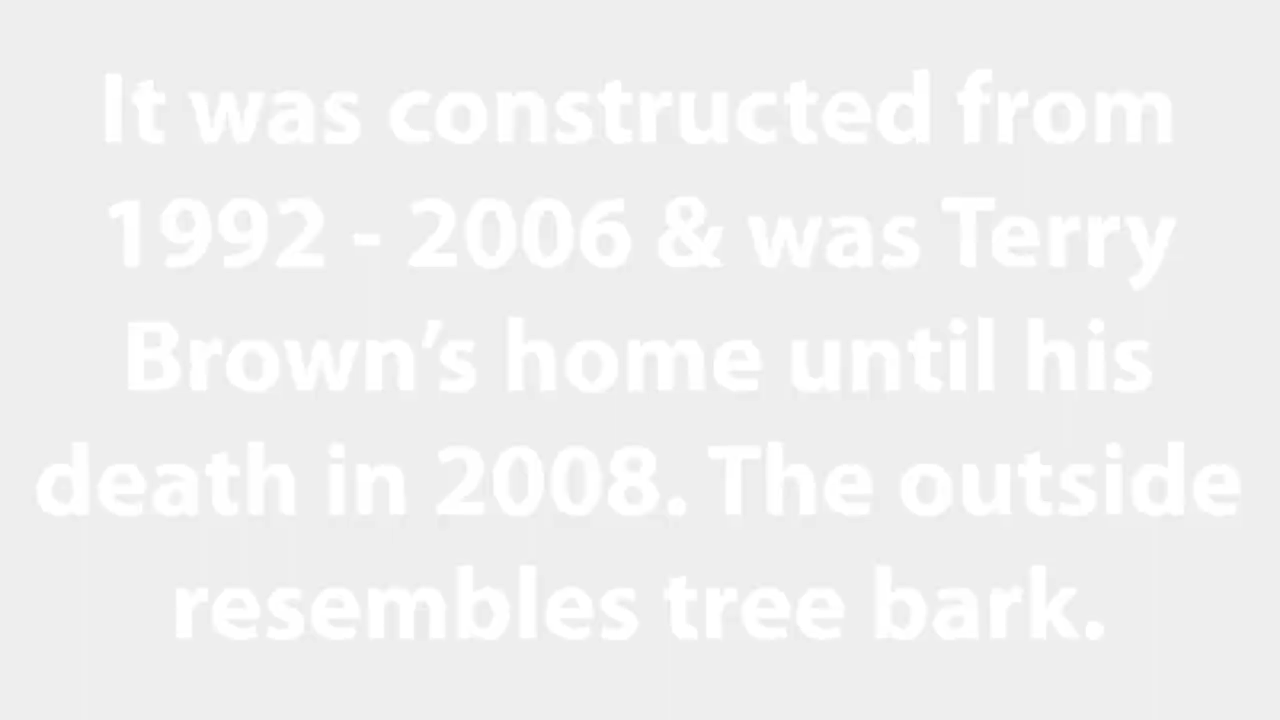 It was constructed from
1992 - 2006 & was Terry
Brown’s home until his
death in 2008. The outside
resembles tree bark.